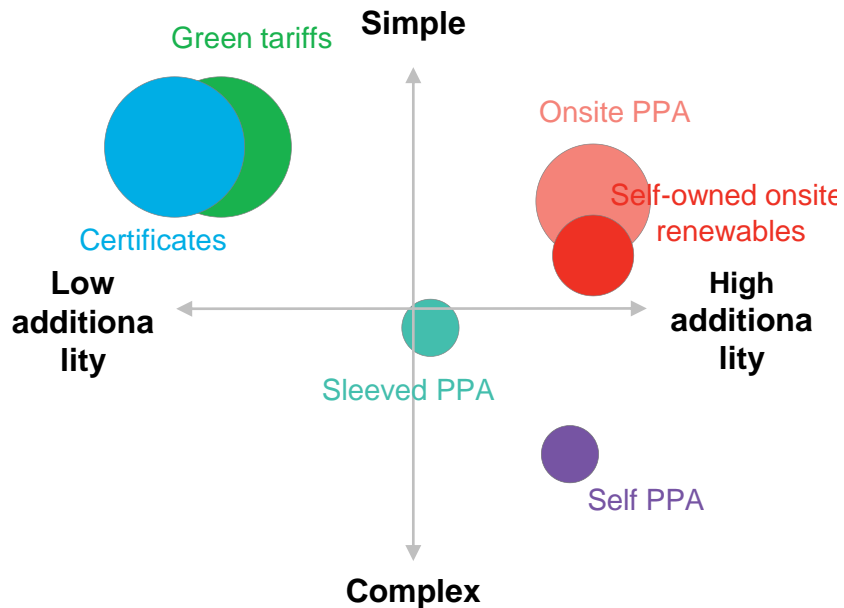 Simple
Green tariffs
Onsite PPA
Self-owned onsite
renewables
Certificates
Low
additiona
lity
High
additiona
lity
Sleeved PPA
Self PPA
Complex